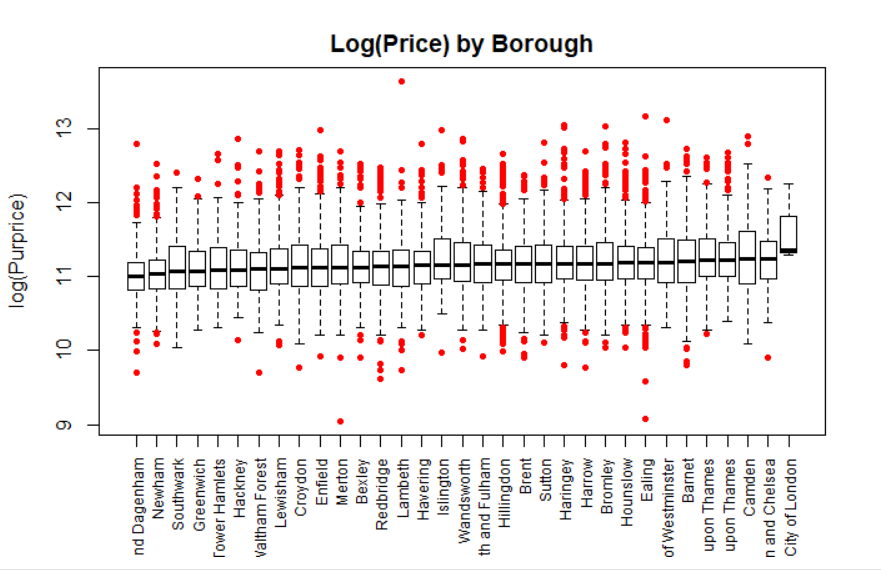 Log(Price) by Borough
log(Purprice)
13
12
11
10
9
nd Dagenham
Newham
Southwark
Greenwich
Tower Hamlets
Hackney
Valtham Forest
Lewisham
Croydon
Enfield
Merton
Bexley
Redbridge
Lambeth
Havering
Islington
Wandsworth
th and Fulham
Hillingdon
Brent
Sutton
Haringey
Harrow
Bromley
Hounslow
Ealing
of Westminster
Barnet
upon Thames
upon Thames
Camden
n and Chelsea
City of London